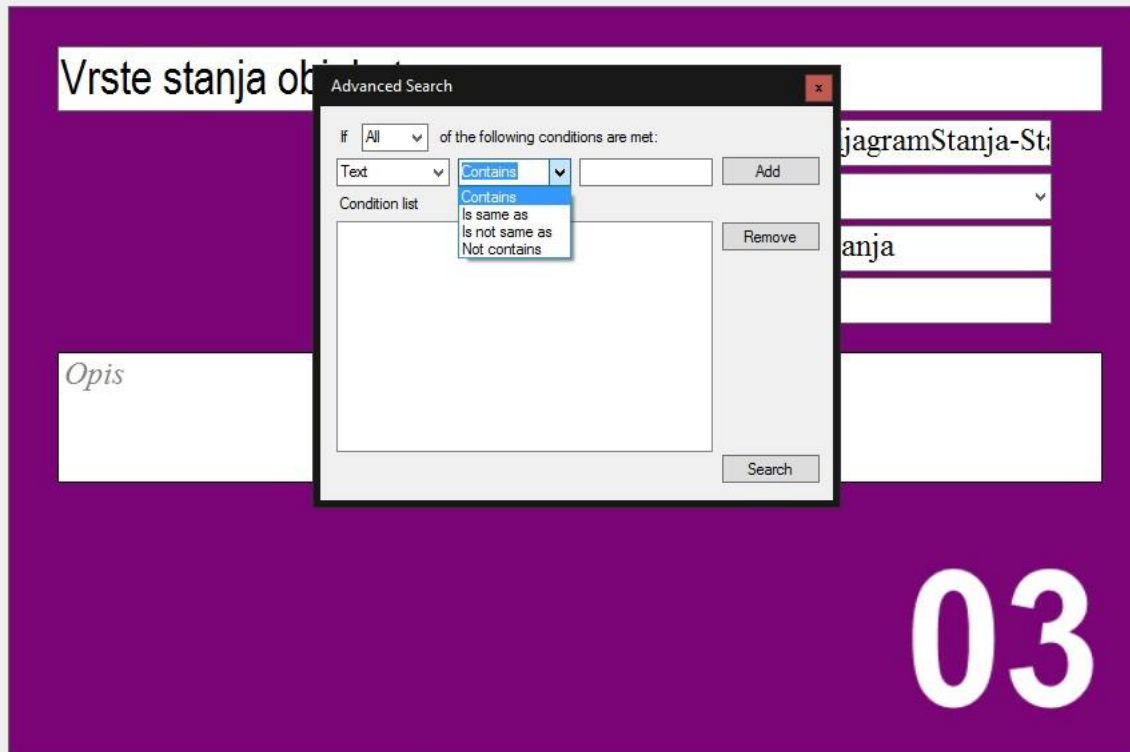 Vrste stanja
Advanced Search
x
If All of the following conditions are met:
Text Contains Add
Contains
Is same as
Is not same as
Not contains
Condition list
Remove
jagramStanja-St
anja
Opis
Search
03